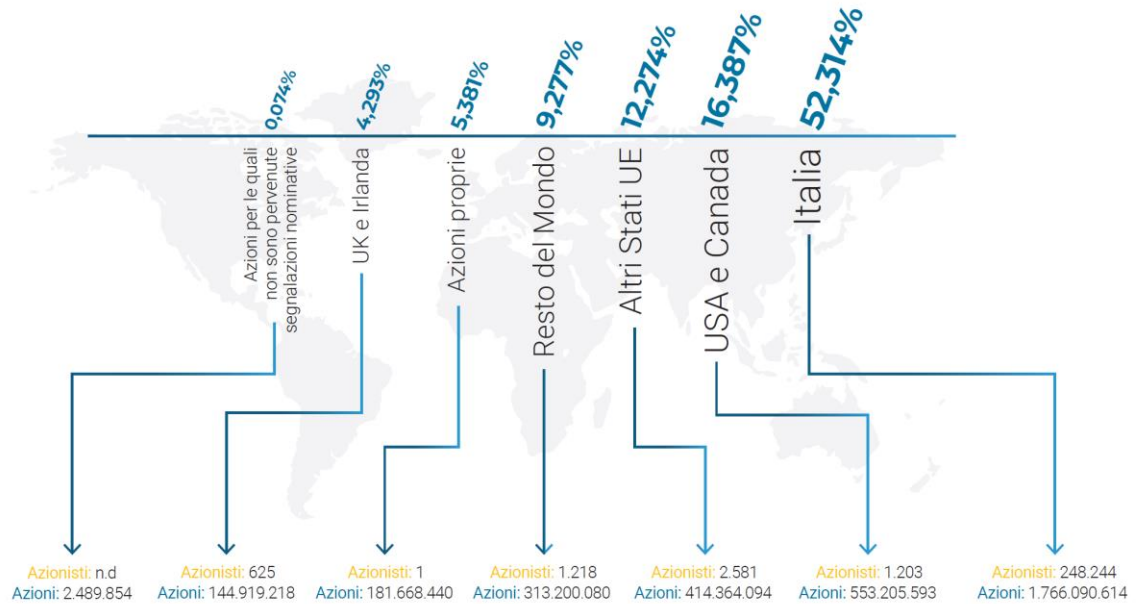 0,074%
4,293%
5,381%
9,277%
12,274%
16,387%
52,314%
Azioni per le quali
non sono pervenute
segnalazioni nominative
UK e Irlanda
Azioni proprie
Resto del Mondo
Altri Stati UE
USA e Canada
Italia
Azionisti: n.d
Azioni: 2.489.854
Azionisti: 625
Azioni: 144.919.218
Azionisti: 1
Azioni: 181.668.440
Azionisti: 1.218
Azioni: 313.200.080
Azionisti: 2.581
Azioni: 414.364.094
Azionisti: 1.203
Azioni: 553.205.593
Azionisti: 248.244
Azioni: 1.766.090.614